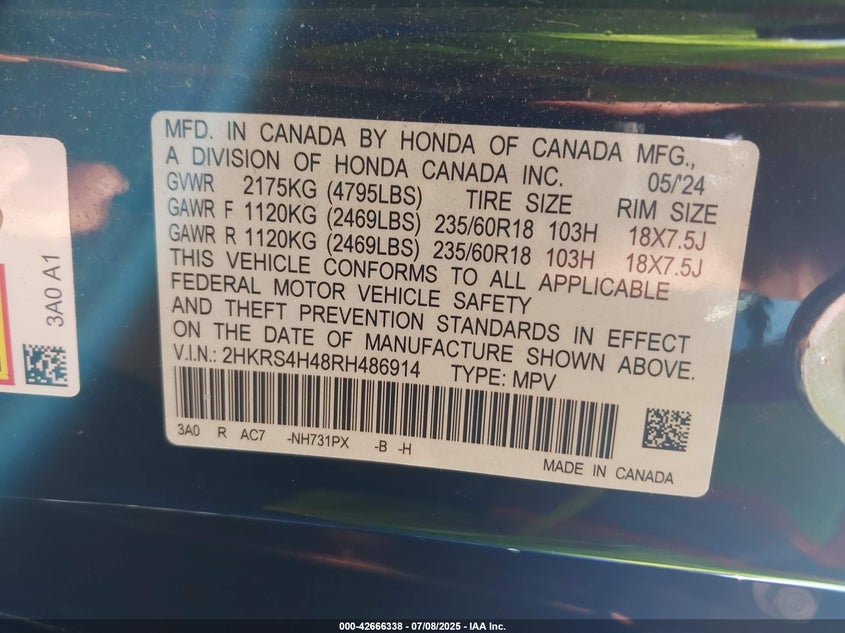 MFD. IN CANADA BY HONDA OF CANADA MFG.,
A DIVISION OF HONDA CANADA INC. 05/'24
GVWR 2175KG (4795LBS) TIRE SIZE RIM SIZE
GAWR F 1120KG (2469LBS) 235/60R18 103H 18X7.5J
GAWR R 1120KG (2469LBS) 235/60R18 103H 18X7.5J
THIS VEHICLE CONFORMS TO ALL APPLICABLE
FEDERAL MOTOR VEHICLE SAFETY
AND THEFT PREVENTION STANDARDS IN EFFECT
ON THE DATE OF MANUFACTURE SHOWN ABOVE.
V.I.N.: 2HKRS4H48RH486914 TYPE: MPV
3A0 R AC7 -NH731PX -B -H
MADE IN CANADA
3A0 A1
000-42666338 - 07/08/2025 - IAA Inc.